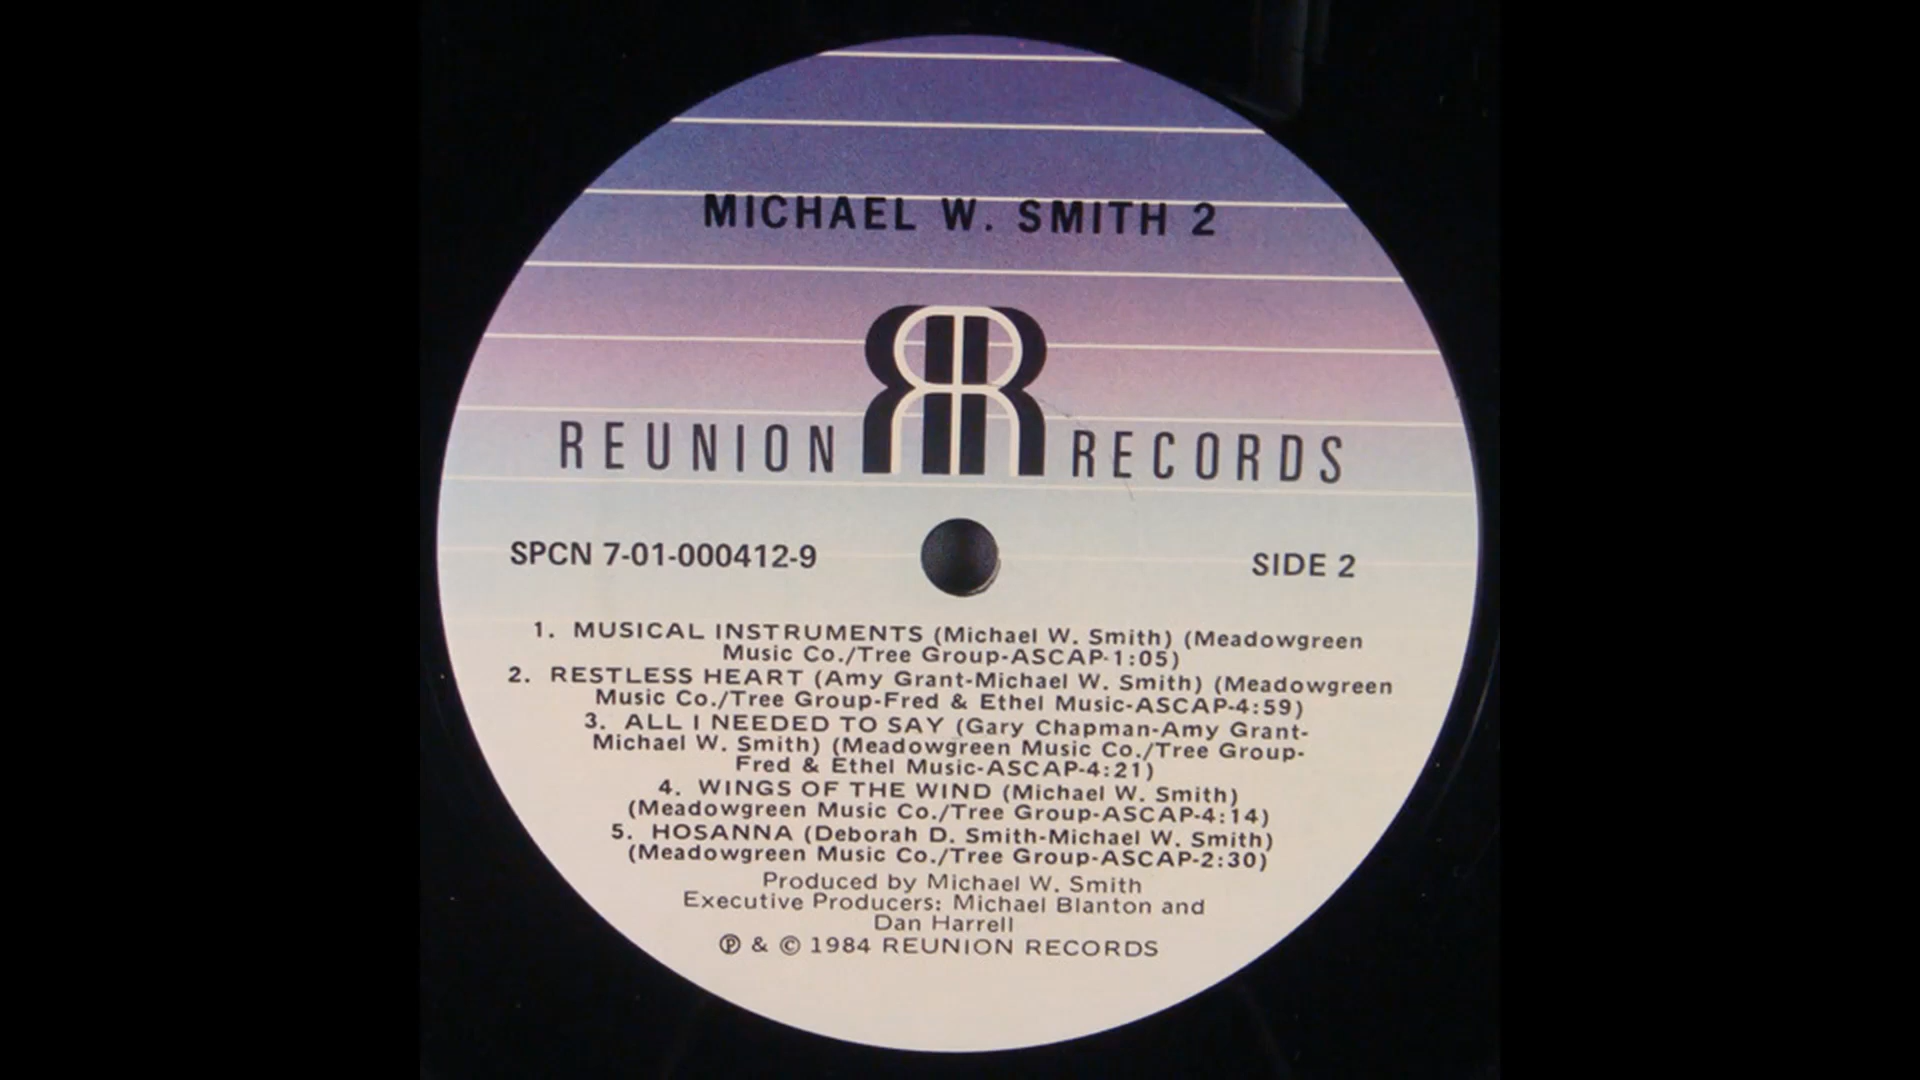 MICHAEL W. SMITH 2
REUNION RR RECORDS
SPCN 7-01-000412-9
SIDE 2
1. MUSICAL INSTRUMENTS (Michael W. Smith) (Meadowgreen
Music Co./Tree Group-ASCAP-1:05)
2. RESTLESS HEART (Amy Grant-Michael W. Smith) (Meadowgreen
Music Co./Tree Group-Fred & Ethel Music-ASCAP-4:59)
3. ALL I NEEDED TO SAY (Gary Chapman-Amy Grant-
Michael W. Smith) (Meadowgreen Music Co./Tree Group-
Fred & Ethel Music-ASCAP-4:21)
4. WINGS OF THE WIND (Michael W. Smith)
(Meadowgreen Music Co./Tree Group-ASCAP-4:14)
5. HOSANNA (Deborah D. Smith-Michael W. Smith)
(Meadowgreen Music Co./Tree Group-ASCAP-2:30)
Produced by Michael W. Smith
Executive Producers: Michael Blanton and
Dan Harrell
℗ & © 1984 REUNION RECORDS